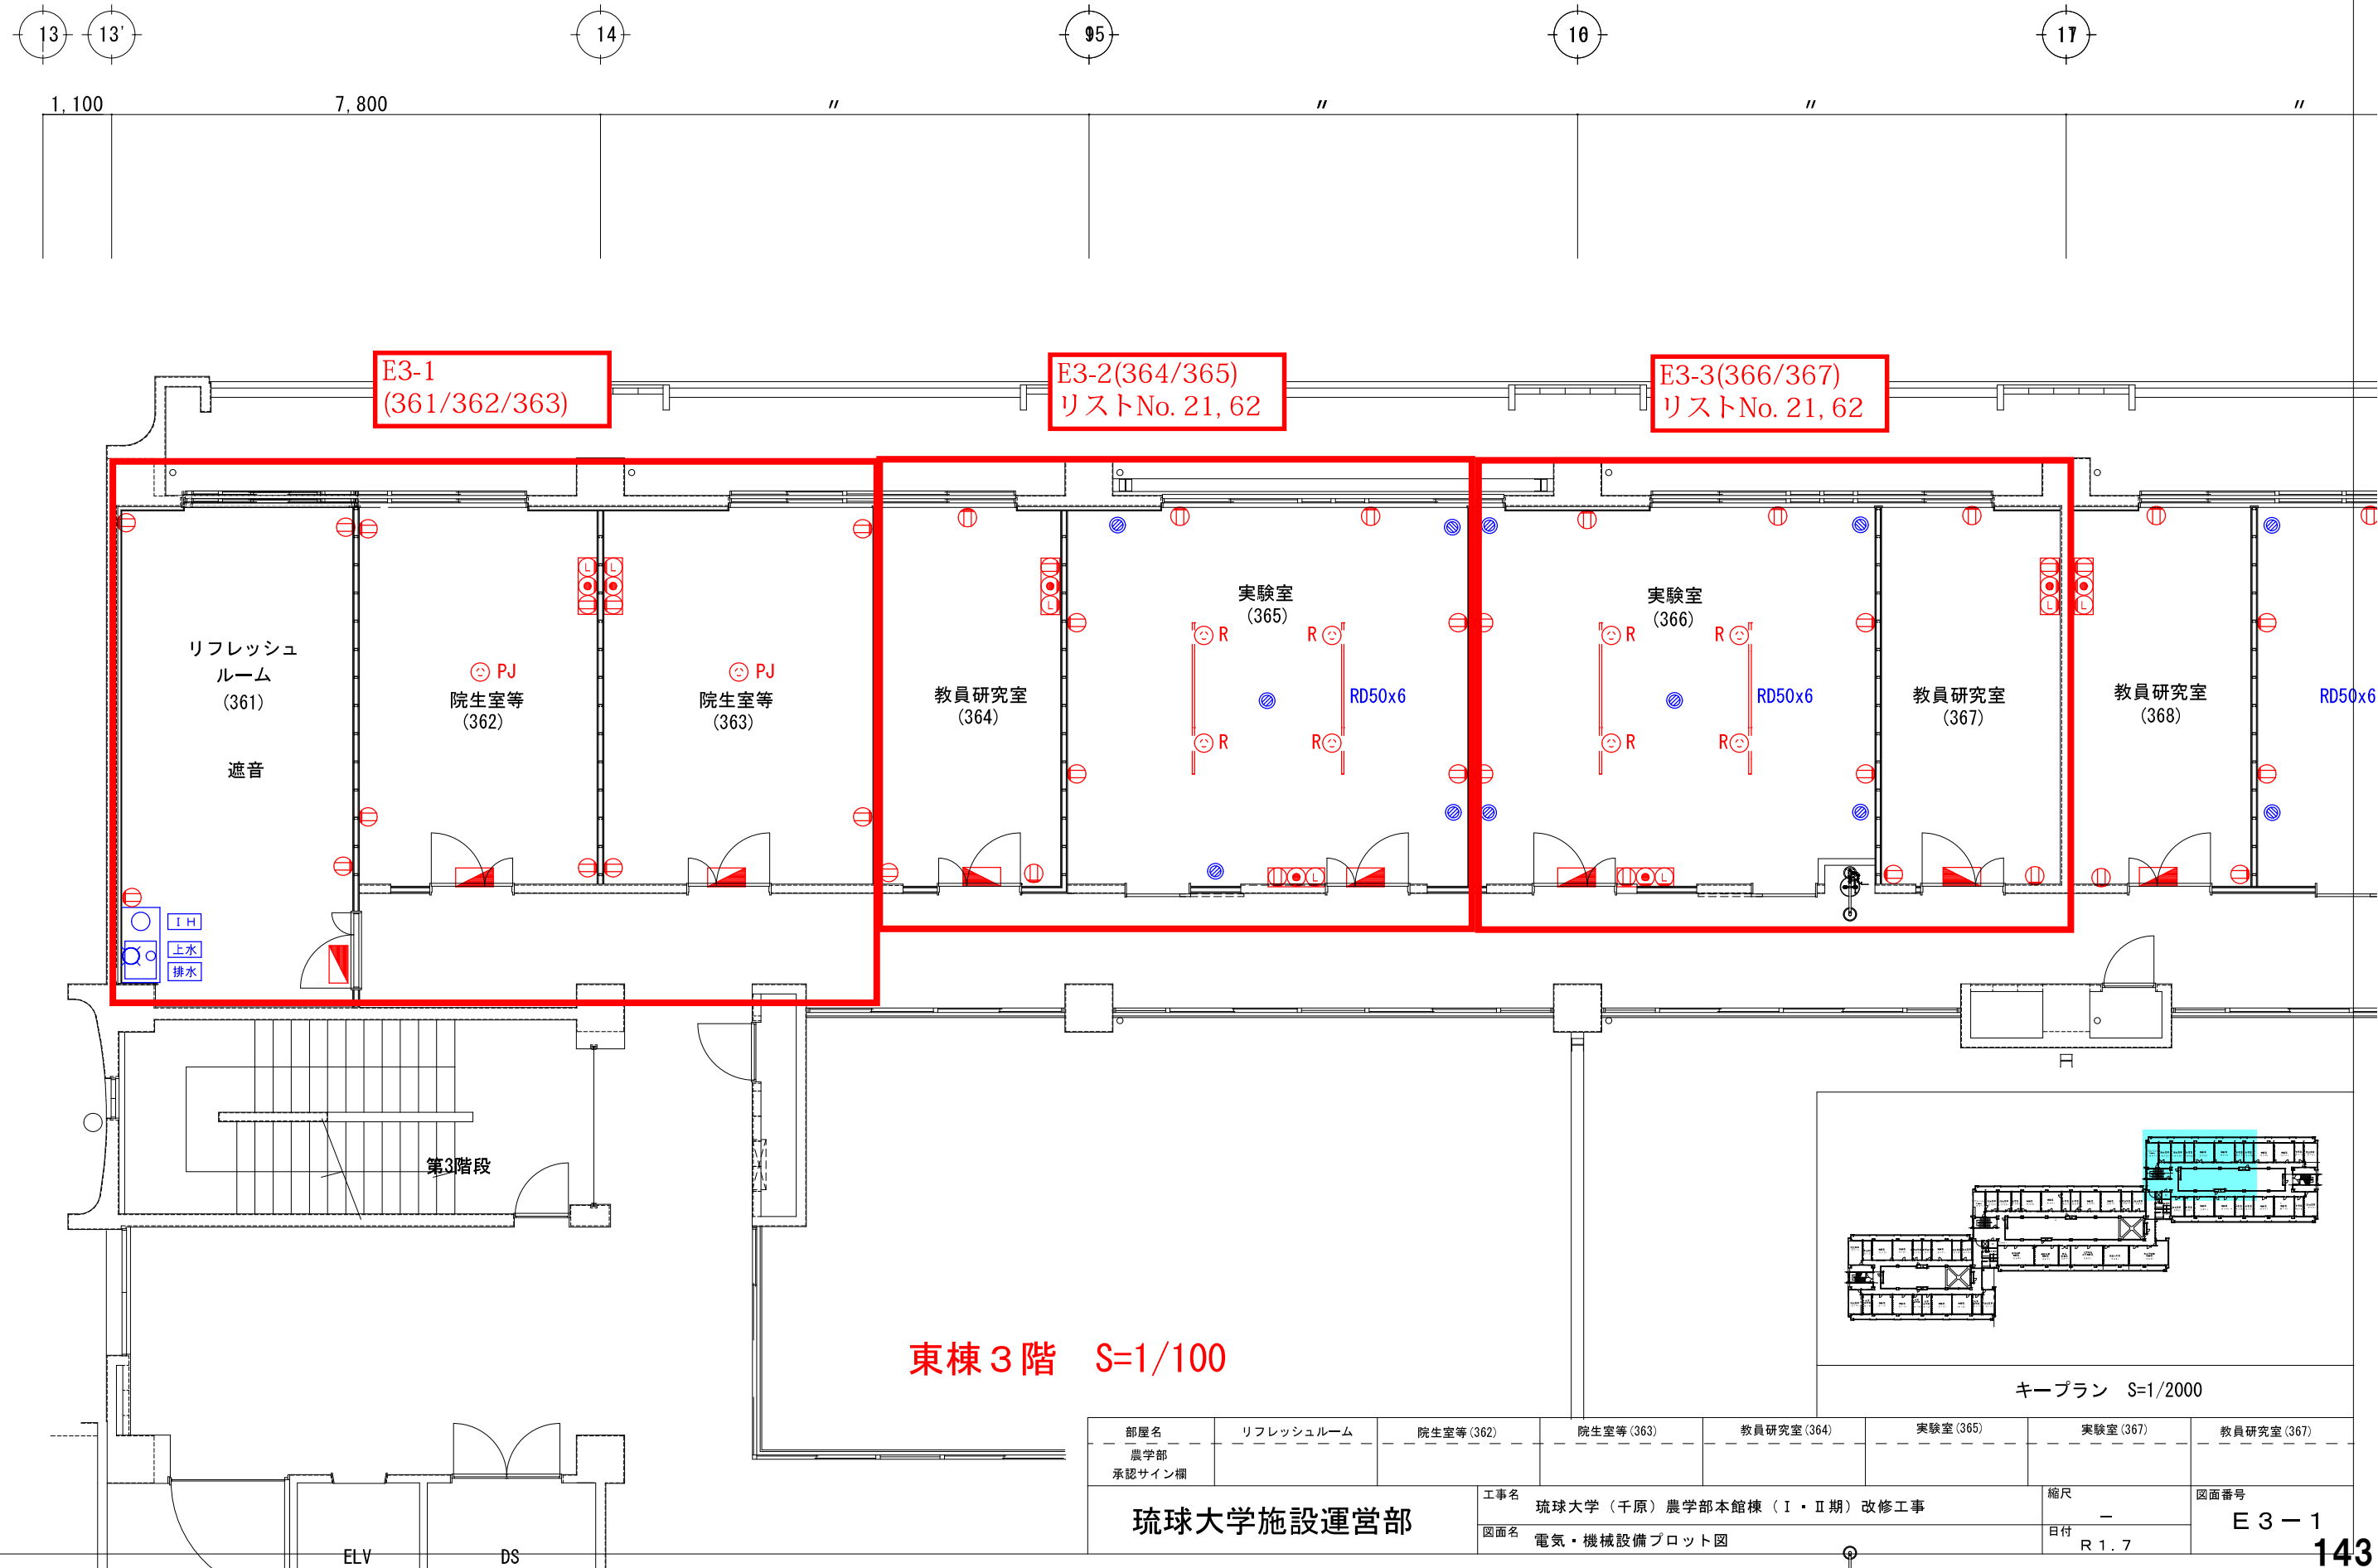 13 13' 14 15 16 17
1,100 7,800 〃 〃 〃 〃
E3-1
(361/362/363)
E3-2(364/365)
リストNo. 21, 62
E3-3(366/367)
リストNo. 21, 62
L L L L L
リフレッシュ
ルーム
(361)
遮音
PJ
院生室等
(362)
PJ
院生室等
(363)
教員研究室
(364)
実験室
(365)
R R
RD50x6
R R
実験室
(366)
R R
RD50x6
R R
教員研究室
(367)
教員研究室
(368)
RD50x6
L L
ＩＨ
上水
排水
第3階段
ELV
DS
東棟３階　S=1/100
キープラン　S=1/2000
部屋名 リフレッシュルーム 院生室等(362) 院生室等(363) 教員研究室(364) 実験室(365) 実験室(367) 教員研究室(367)
農学部
承認サイン欄
琉球大学施設運営部
工事名 琉球大学（千原）農学部本館棟（Ⅰ・Ⅱ期）改修工事
図面名 電気・機械設備プロット図
縮尺 －
日付 Ｒ１．７
図面番号
Ｅ３－１
143